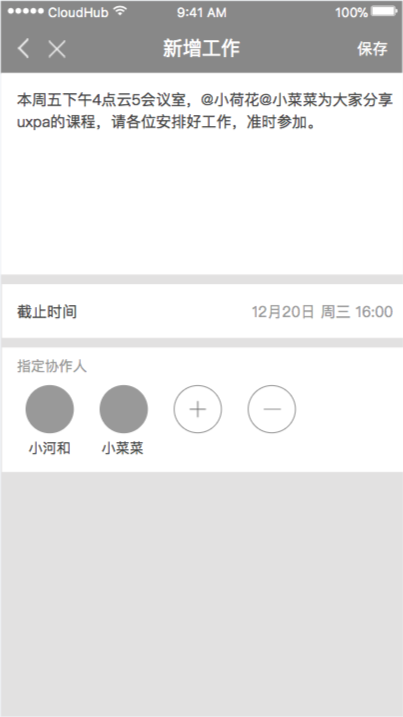 CloudHub 9:41 AM 100%
新增工作 保存
本周五下午4点云5会议室，@小荷花@小菜菜为大家分享
uxpa的课程，请各位安排好工作，准时参加。
截止时间 12月20日 周三 16:00
指定协作人
小河和 小菜菜